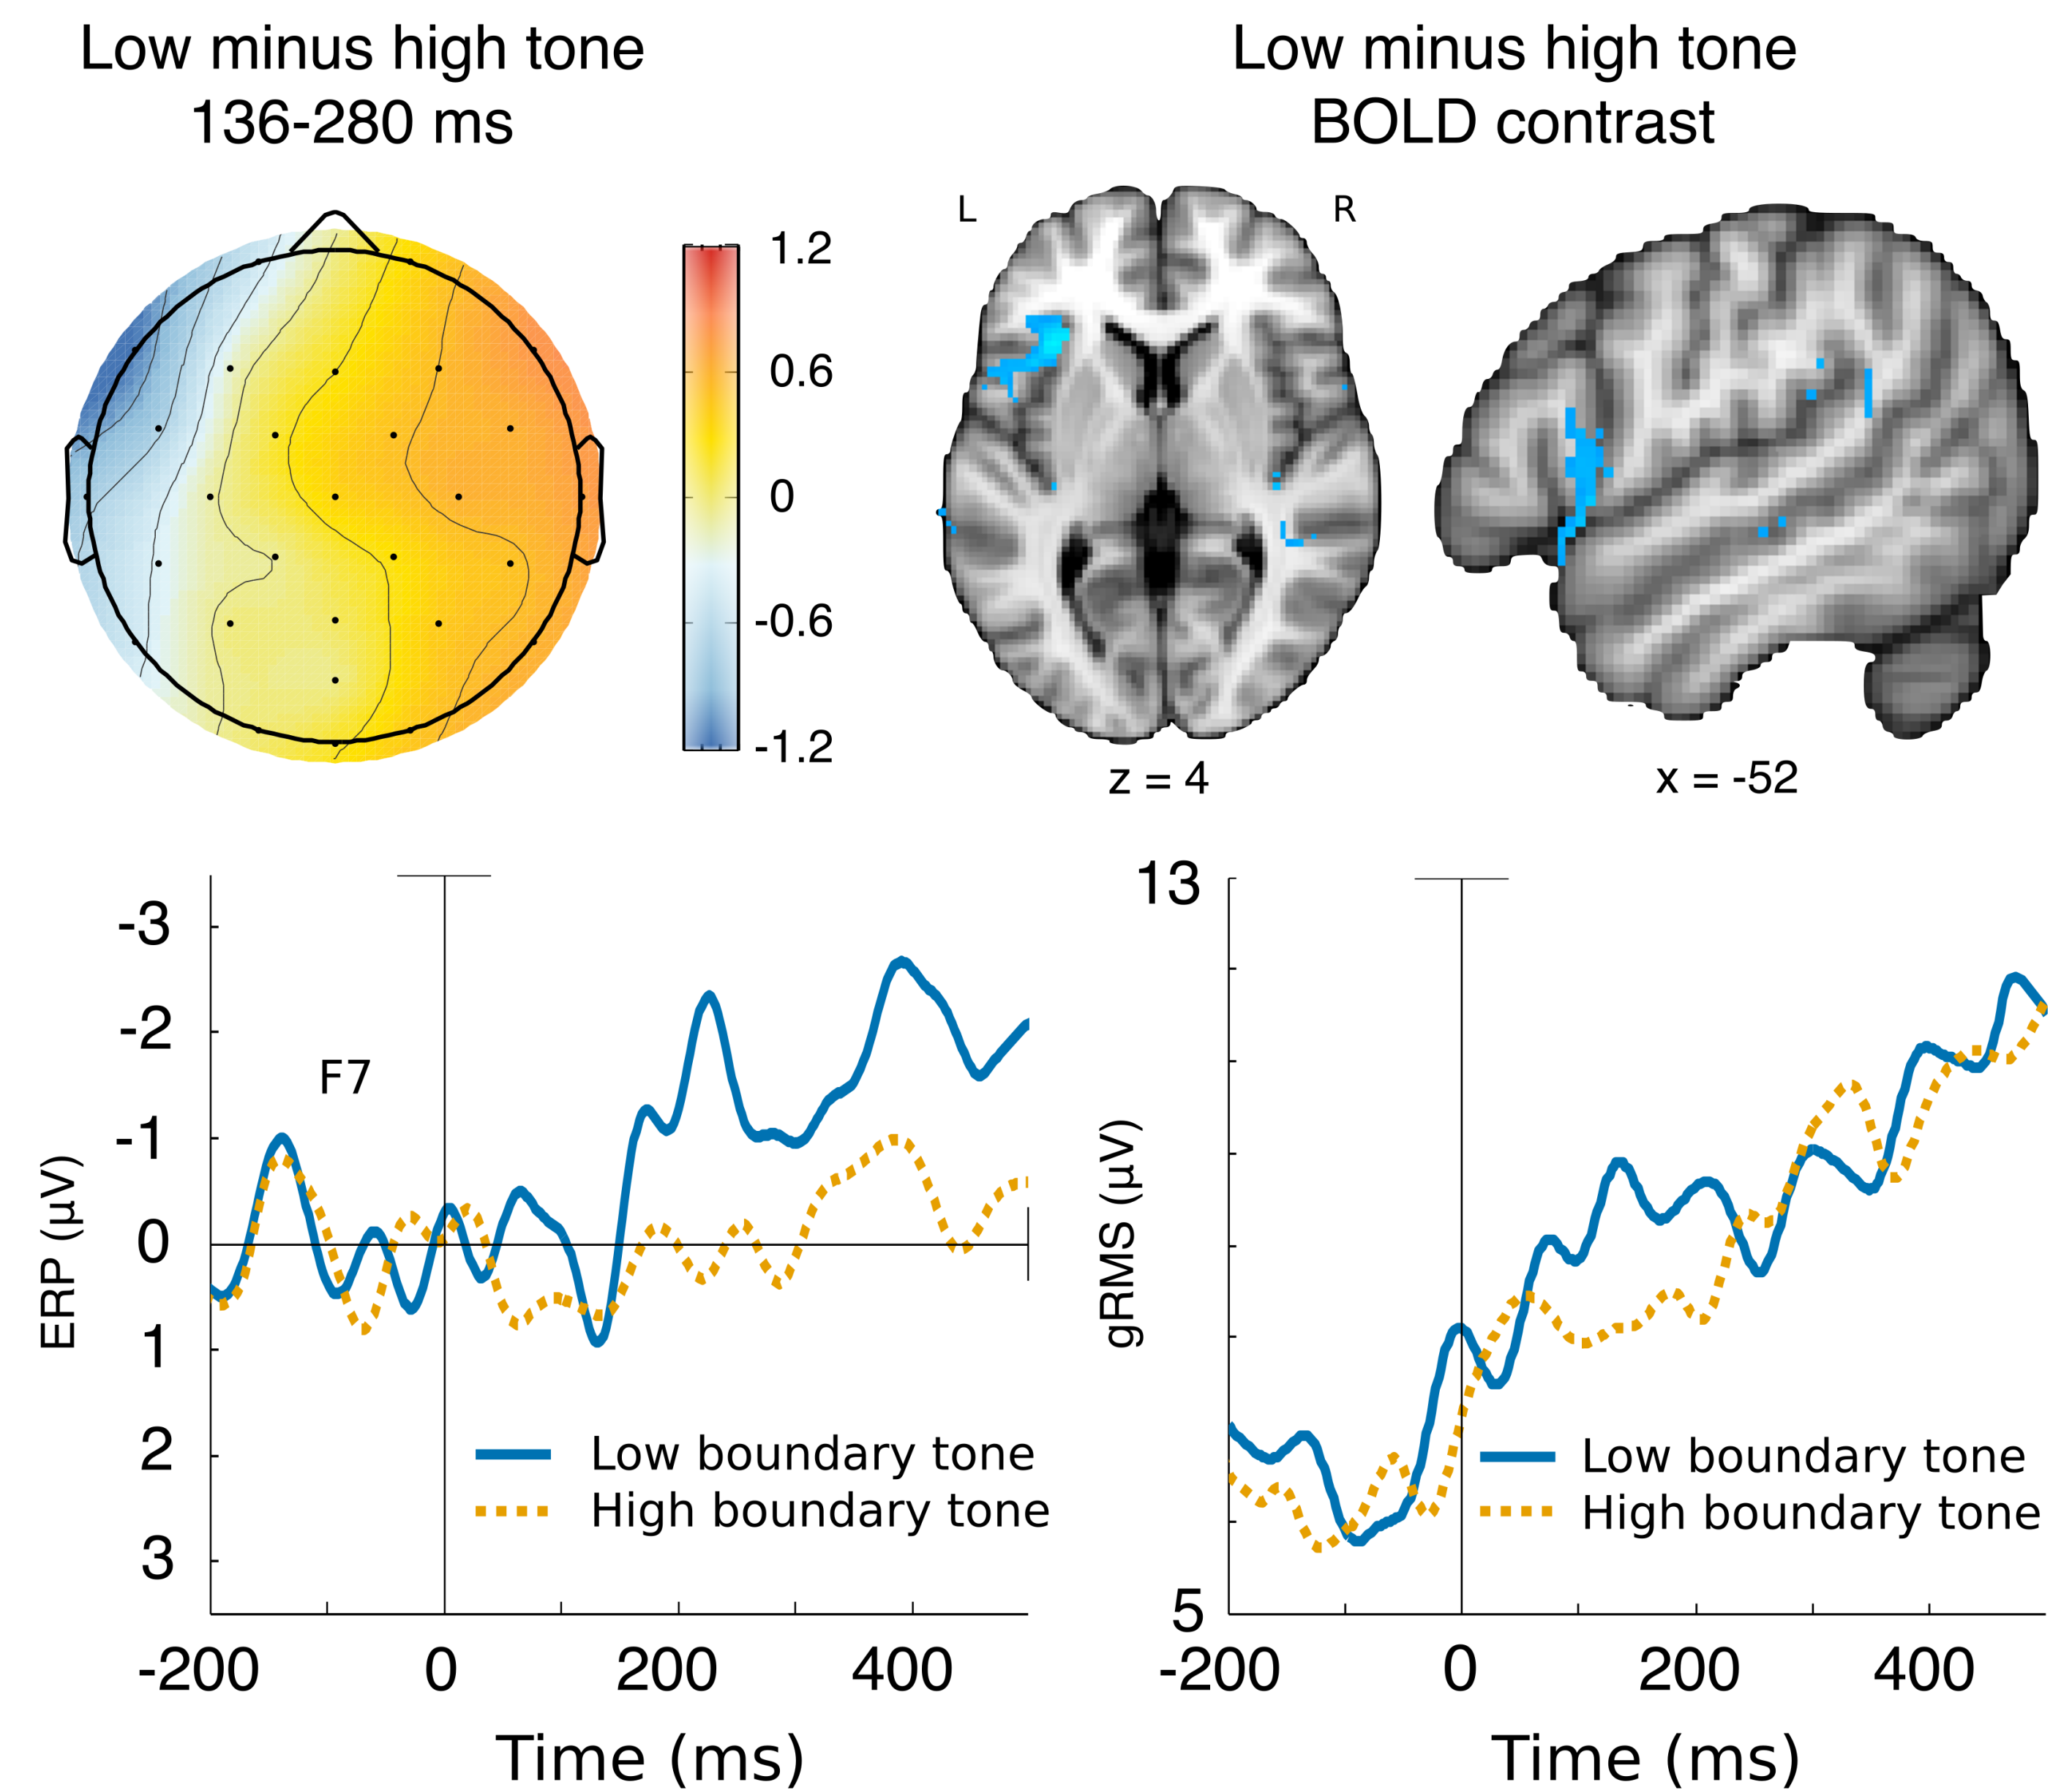 Low minus high tone
136-280 ms
1.2
0.6
0
-0.6
-1.2
Low minus high tone
BOLD contrast
L
R
z = 4
x = -52
-3
-2
-1
0
1
2
3
ERP (µV)
F7
Low boundary tone
High boundary tone
-200
0
200
400
Time (ms)
13
5
gRMS (µV)
Low boundary tone
High boundary tone
-200
0
200
400
Time (ms)